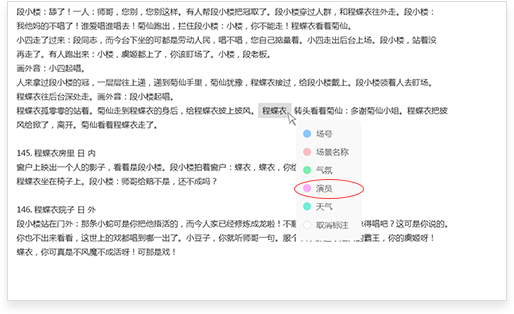 段小楼：舔了！一人：师哥，您别，您别这样。有人帮段小楼把冠取了。段小楼穿过人群，和程蝶衣往外走。段小楼：
我他妈的不唱了！谁爱唱谁唱去！菊仙跑出，拦住段小楼：小楼，你不能走！程蝶衣看看菊仙。
小四走了过来：段同志，而今台下坐的可都是劳动人民，唱不唱，您自己掂量着。小四走出后台上场。段小楼，站着没
再走了。有人跑出来：小楼，虞姬都上了，你该盯场了。小楼，段老板。
画外音：小四起唱。
人来拿过段小楼的冠，一层层往上递，递到菊仙手里，菊仙犹豫，程蝶衣接过，给段小楼戴上。段小楼领着人去盯场。
程蝶衣往后台深处走。画外音：段小楼起唱。
程蝶衣孤零零的站着。菊仙走到程蝶衣的身后，给程蝶衣披上披风。 程蝶衣 转头看着菊仙：多谢菊仙小姐。程蝶衣把披
风给掀了，离开。菊仙看着程蝶衣走了。
场号
场景名称
气氛
演员
天气
取消标注
145. 程蝶衣房里 日 内
窗户上映出一个人的影子，看着是段小楼。段小楼拍着窗户：蝶衣，蝶衣，你
程蝶衣坐在椅子上。段小楼：师哥给赔不是，还不成吗？
146. 程蝶衣院子 日 外
段小楼站在门外：那条小蛇可是你把他捂活的，而今人家已经修炼成龙啦！不
得唱吧？这可是你说的。
你也不出来看看，这世上的戏都唱到哪一出了。小豆子，你就听师哥一句。服个
霸王，你的虞姬呀！
蝶衣，你可真是不风魔不成活呀！可那是戏！